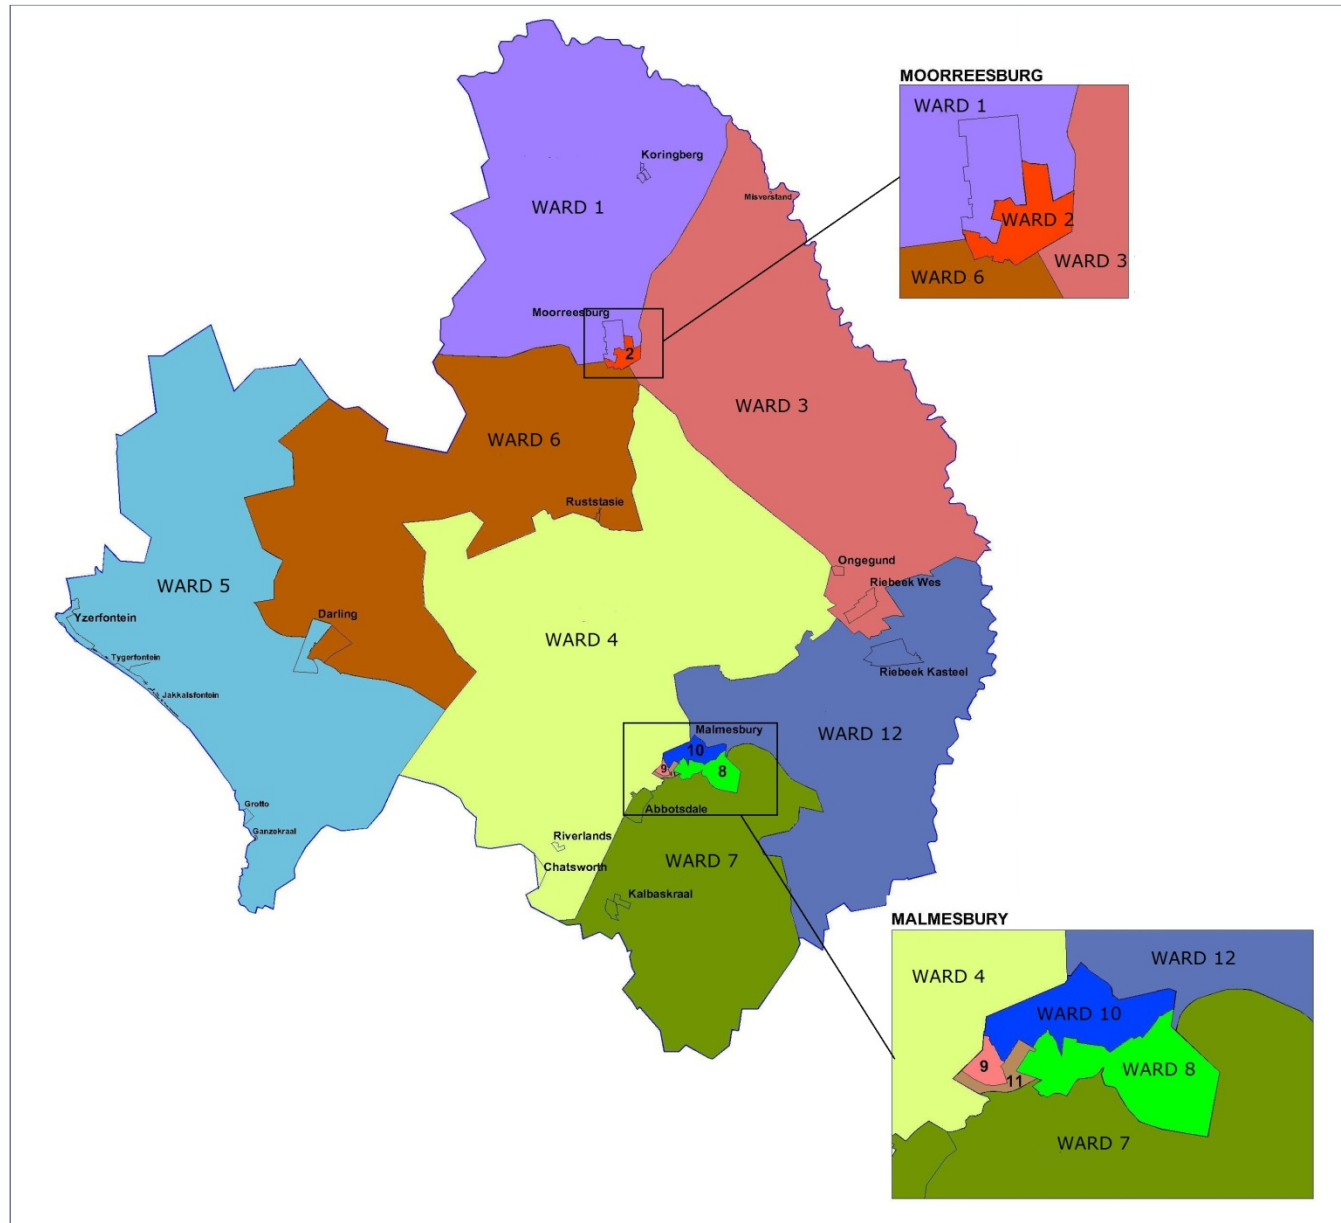 MOORREESBURG
WARD 1
WARD 2
WARD 3
WARD 6
Koringberg
WARD 1
Misverstand
Moorreesburg
2
WARD 3
WARD 6
Ruststasie
Ongegund
Riebeek Wes
WARD 5
Yzerfontein
Darling
WARD 4
Tygerfontein
Riebeek Kasteel
Jakkalsfontein
Malmesbury
WARD 12
10
9
11
8
Grotto
Abbotsdale
Ganzekraal
Riverlands
WARD 7
Chatsworth
Kalbaskraal
MALMESBURY
WARD 12
WARD 4
WARD 10
9
11
WARD 8
WARD 7